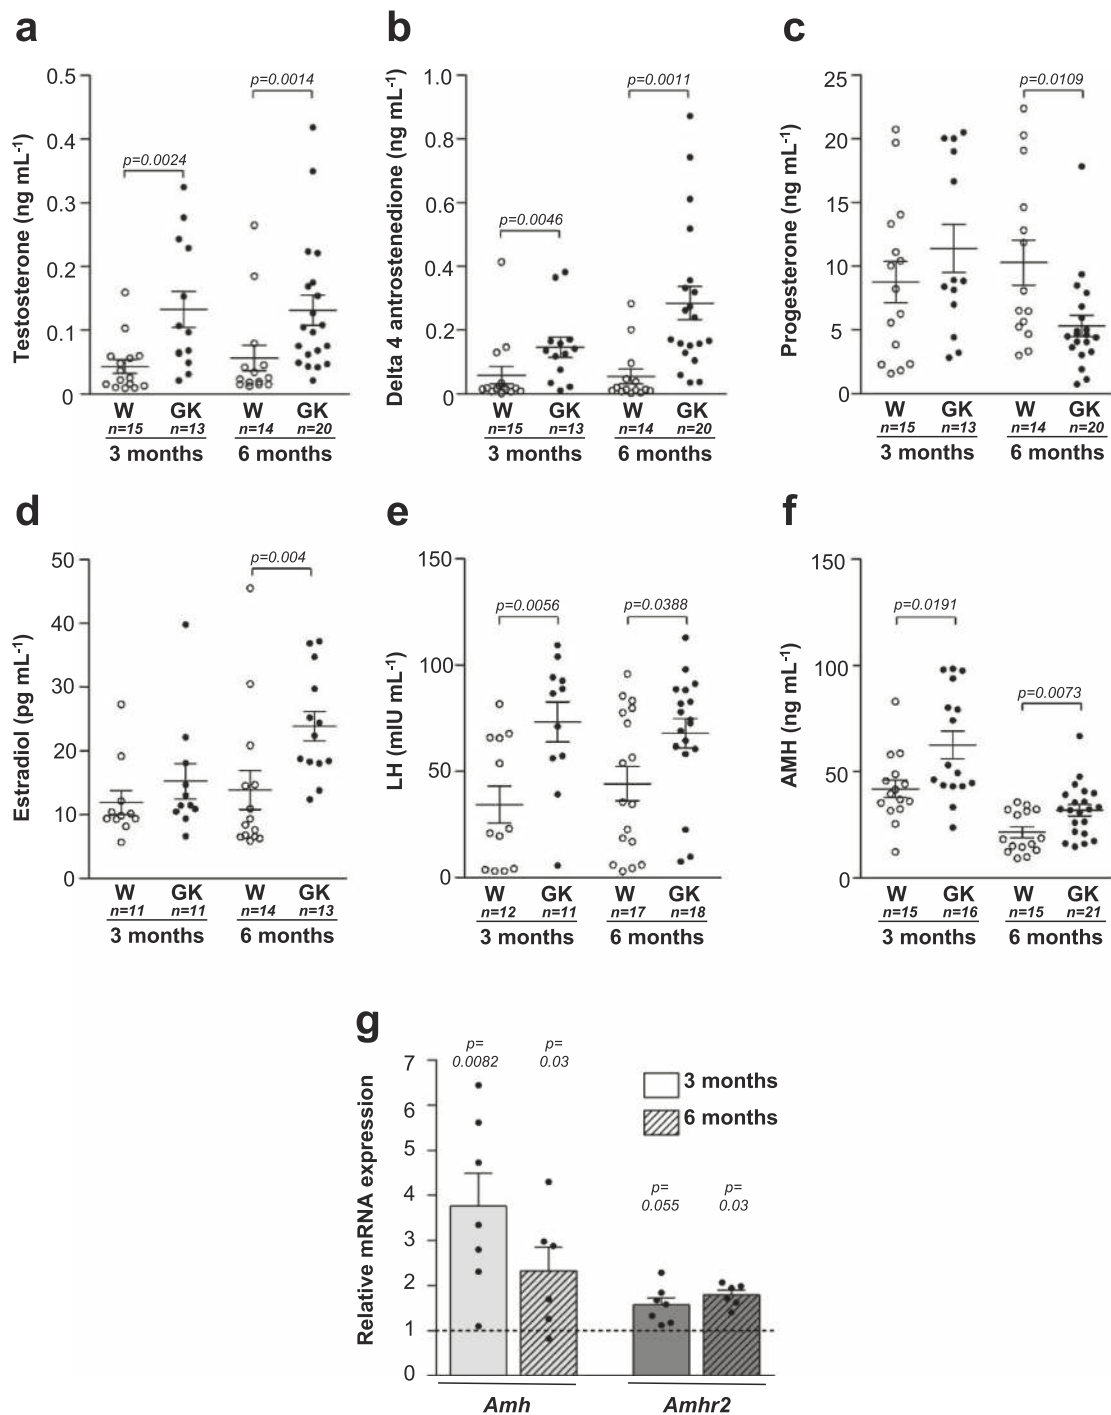 a
Testosterone (ng mL-1)
0.5
0.4
0.3
0.2
0.1
0
p=0.0024
p=0.0014
W GK W GK
n=15 n=13 n=14 n=20
3 months 6 months
b
Delta 4 antrostenedione (ng mL-1)
1.0
0.8
0.6
0.4
0.2
0
p=0.0046
p=0.0011
W GK W GK
n=15 n=13 n=14 n=20
3 months 6 months
c
Progesterone (ng mL-1)
25
20
15
10
5
0
p=0.0109
W GK W GK
n=15 n=13 n=14 n=20
3 months 6 months
d
Estradiol (pg mL-1)
50
40
30
20
10
0
p=0.004
W GK W GK
n=11 n=11 n=14 n=13
3 months 6 months
e
LH (mIU mL-1)
150
100
50
0
p=0.0056
p=0.0388
W GK W GK
n=12 n=11 n=17 n=18
3 months 6 months
f
AMH (ng mL-1)
150
100
50
0
p=0.0191
p=0.0073
W GK W GK
n=15 n=16 n=15 n=21
3 months 6 months
g
Relative mRNA expression
7
6
5
4
3
2
1
0
p=
0.0082
p=
0.03
3 months
6 months
p=
0.055
p=
0.03
Amh Amhr2